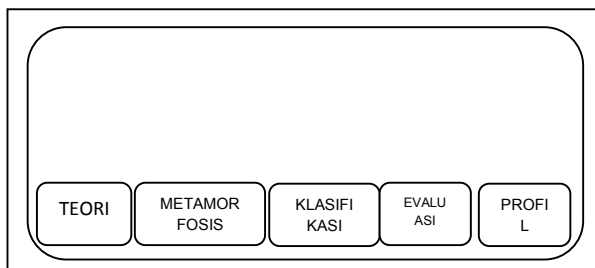 TEORI
METAMOR
FOSIS
KLASIFI
KASI
EVALU
ASI
PROFI
L